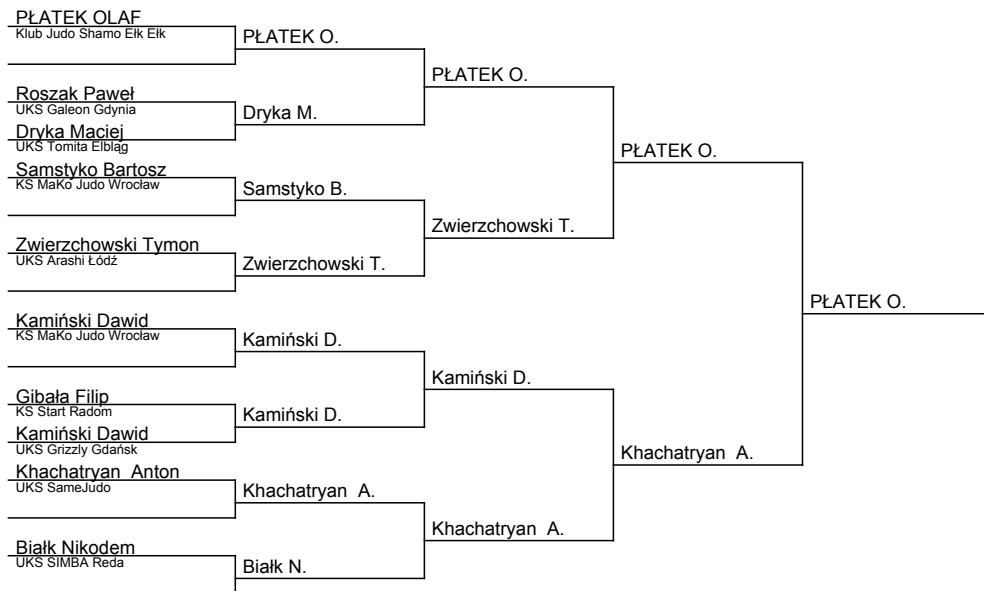 PŁATEK OLAF
Klub Judo Shamo Ełk Ełk
Roszak Paweł
UKS Galeon Gdynia
Dryka Maciej
UKS Tomita Elbląg
Samstyko Bartosz
KS MaKo Judo Wrocław
Zwierzchowski Tymon
UKS Arashi Łódź
Kamiński Dawid
KS MaKo Judo Wrocław
Gibała Filip
KS Start Radom
Kamiński Dawid
UKS Grizzly Gdańsk
Khachatryan  Anton
UKS SameJudo
Białk Nikodem
UKS SIMBA Reda
PŁATEK O.
Dryka M.
Samstyko B.
Zwierzchowski T.
Kamiński D.
Kamiński D.
Khachatryan  A.
Białk N.
PŁATEK O.
Zwierzchowski T.
Kamiński D.
Khachatryan  A.
PŁATEK O.
Khachatryan  A.
PŁATEK O.